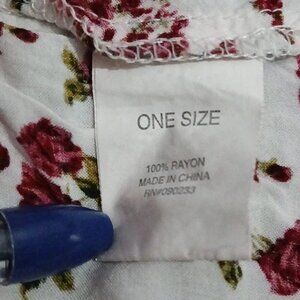 ONE SIZE
100% RAYON
MADE IN CHINA
RN#090233